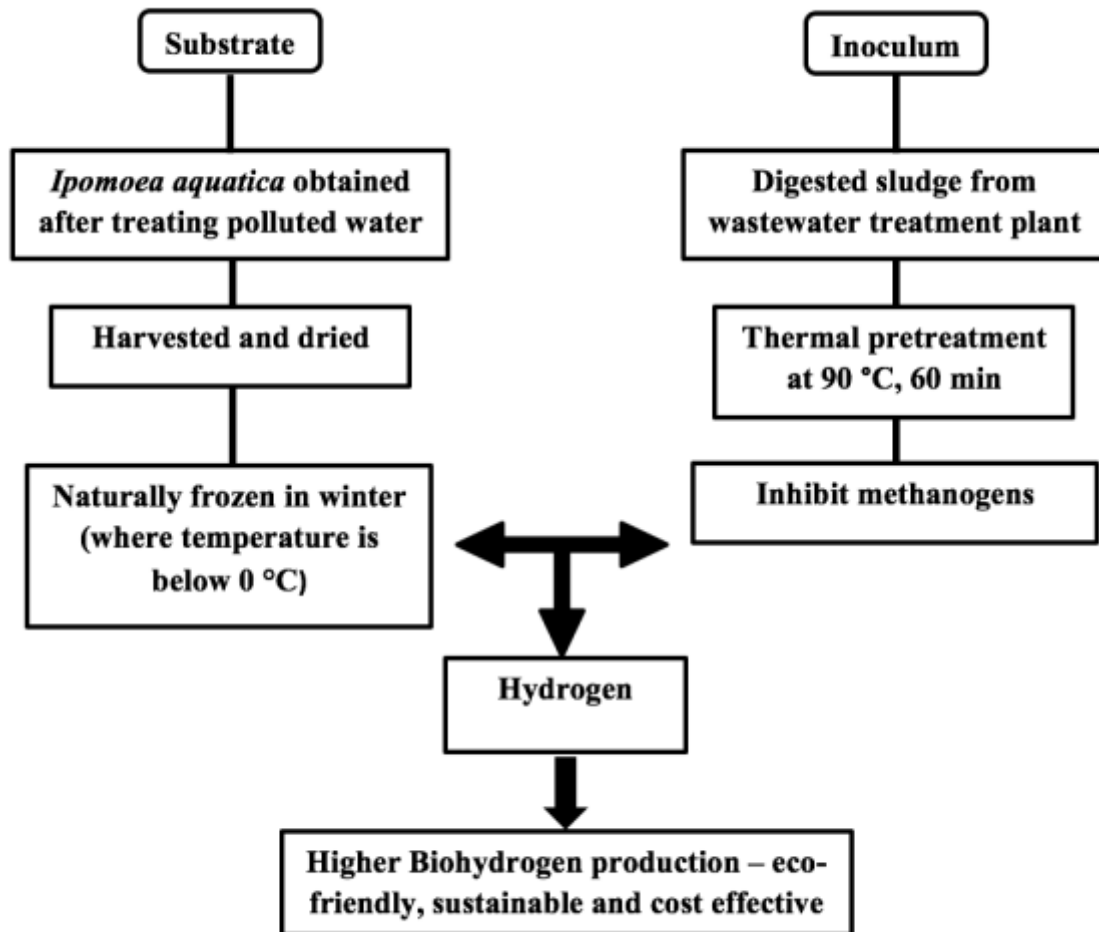 Substrate
Ipomoea aquatica obtained
after treating polluted water
Harvested and dried
Naturally frozen in winter
(where temperature is
below 0 °C)
Inoculum
Digested sludge from
wastewater treatment plant
Thermal pretreatment
at 90 °C, 60 min
Inhibit methanogens
Hydrogen
Higher Biohydrogen production – eco-
friendly, sustainable and cost effective